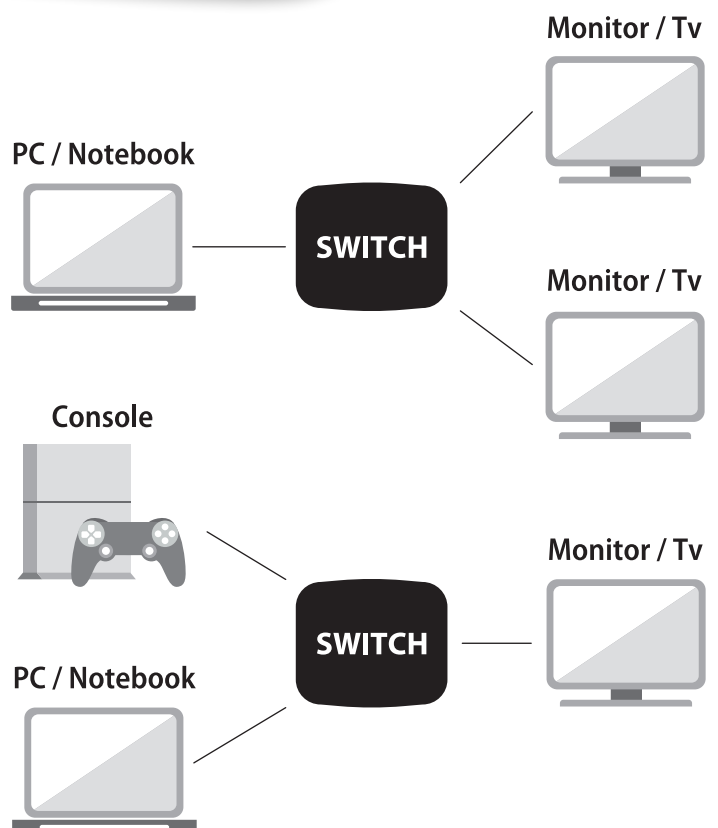 Monitor / Tv
PC / Notebook
SWITCH
Monitor / Tv
Console
Monitor / Tv
SWITCH
PC / Notebook